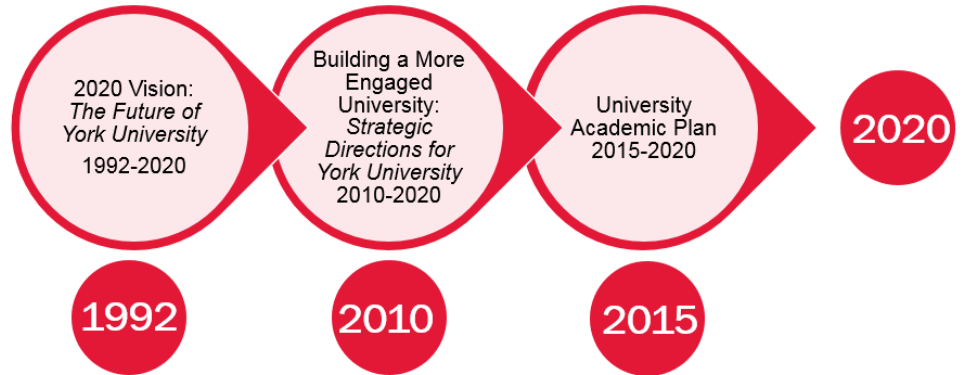 2020 Vision:
The Future of
York University
1992-2020
Building a More
Engaged
University:
Strategic
Directions for
York University
2010-2020
University
Academic Plan
2015-2020
2020
1992
2010
2015